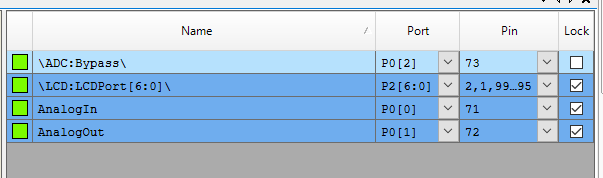 Name / Port Pin Lock
\ADC:Bypass\ P0[2] 73
\LCD:LCDPort[6:0]\ P2[6:0] 2,1,99…95
AnalogIn P0[0] 71
AnalogOut P0[1] 72